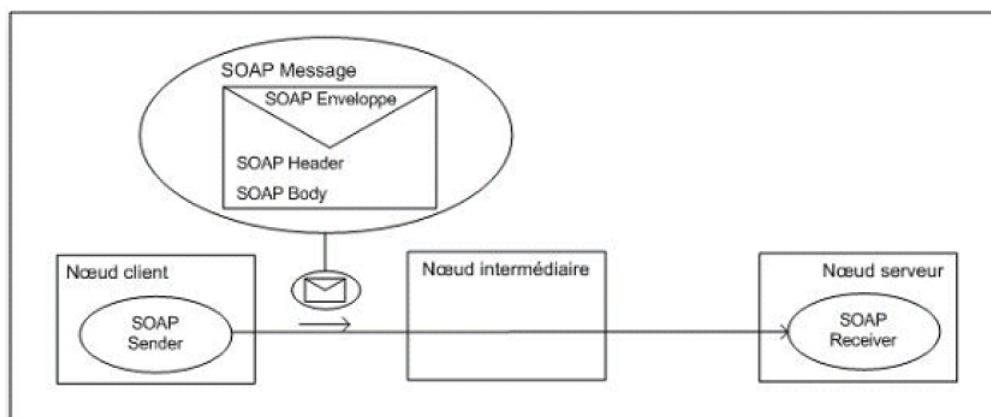 SOAP Message
SOAP Enveloppe
SOAP Header
SOAP Body
Nœud client
SOAP
Sender
Nœud intermédiaire
Nœud serveur
SOAP
Receiver